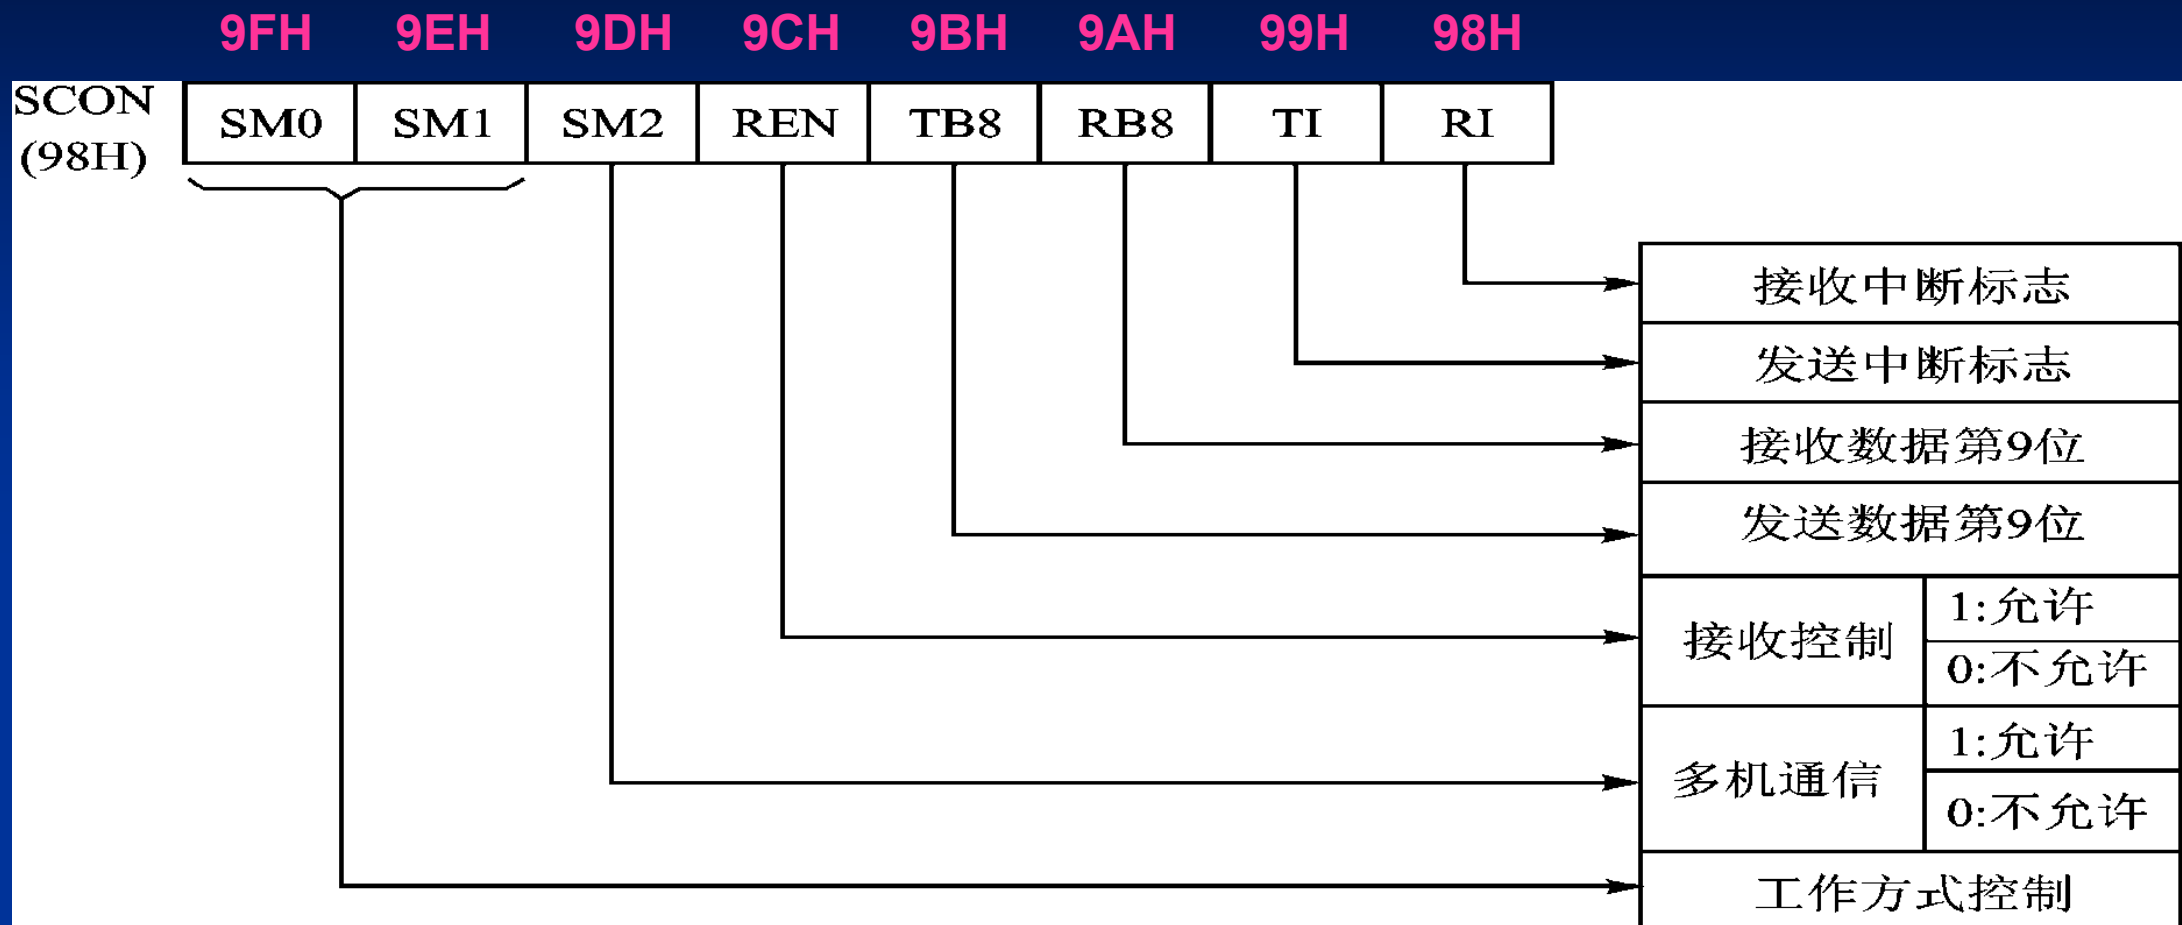 9FH 9EH 9DH 9CH 9BH 9AH 99H 98H
SCON
(98H)
SM0 SM1 SM2 REN TB8 RB8 TI RI
接收中断标志
发送中断标志
接收数据第9位
发送数据第9位
接收控制
1:允许
0:不允许
多机通信
1:允许
0:不允许
工作方式控制